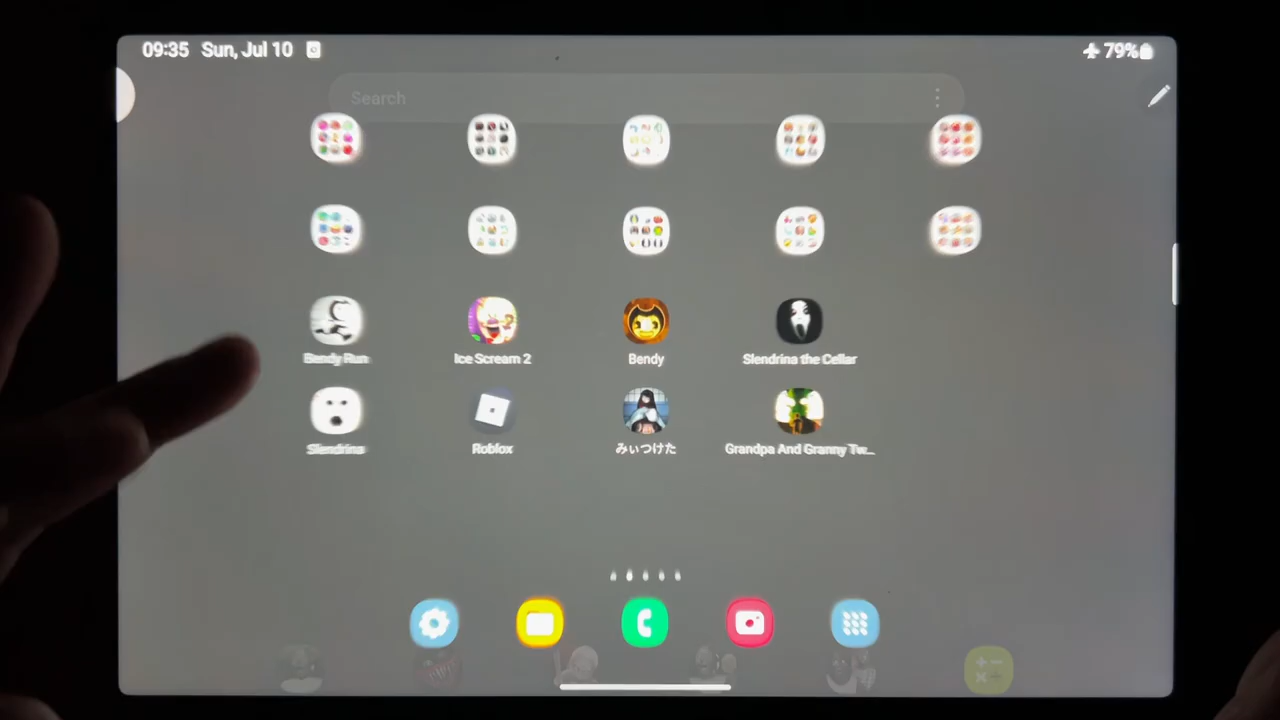 09:35 Sun, Jul 10
79%
Search
Bendy Run
Ice Scream 2
Bendy
Slendrina the Cellar
Slendrina
Roblox
みぃつけた
Grandpa And Granny Tw...